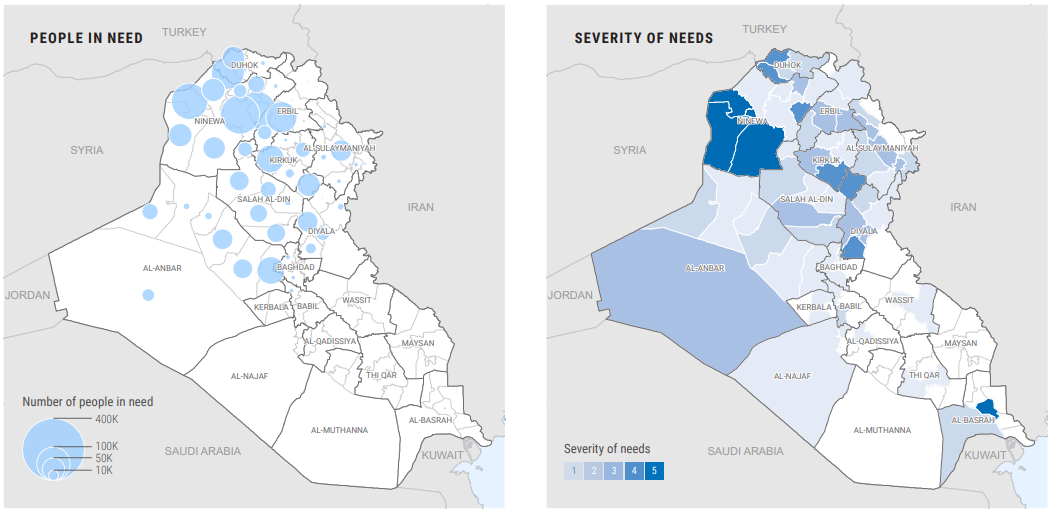 PEOPLE IN NEED
TURKEY
DUHOK
ERBIL
NINEWA
SYRIA
AL-SULAYMANIYAH
KIRKUK
SALAH AL-DIN
IRAN
DIYALA
AL-ANBAR
BAGHDAD
JORDAN
KERBALA
BABIL
WASSIT
AL-QADISSIYA
MAYSAN
AL-NAJAF
THI QAR
Number of people in need
400K
100K
50K
10K
AL-BASRAH
AL-MUTHANNA
SAUDI ARABIA
KUWAIT
SEVERITY OF NEEDS
TURKEY
DUHOK
ERBIL
NINEWA
SYRIA
AL-SULAYMANIYAH
KIRKUK
SALAH AL-DIN
IRAN
DIYALA
AL-ANBAR
BAGHDAD
JORDAN
KERBALA
BABIL
WASSIT
AL-QADISSIYA
MAYSAN
AL-NAJAF
THI QAR
AL-BASRAH
AL-MUTHANNA
Severity of needs
1 2 3 4 5
SAUDI ARABIA
KUWAIT